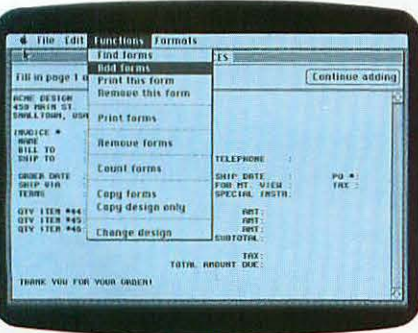 File Edit Functions Formats
Find forms
Add forms
Print this form
Remove this form
Print forms
Remove forms
Count forms
Copy forms
Copy design only
Change design
CES
Fill in page 1 o
Continue adding
ACME DESIGN
459 MAIN ST.
SMALLTOWN, USA
INVOICE #
NAME
BILL TO
SHIP TO
TELEPHONE :
ORDER DATE SHIP DATE : PO #:
SHIP VIA FOB MT. VIEW : TAX :
TERMS SPECIAL INSTR:
QTY ITEM #44: AMT:
QTY ITEM #45: AMT:
QTY ITEM #46: AMT:
SUBTOTAL:
TAX:
TOTAL AMOUNT DUE:
THANK YOU FOR YOUR ORDER!